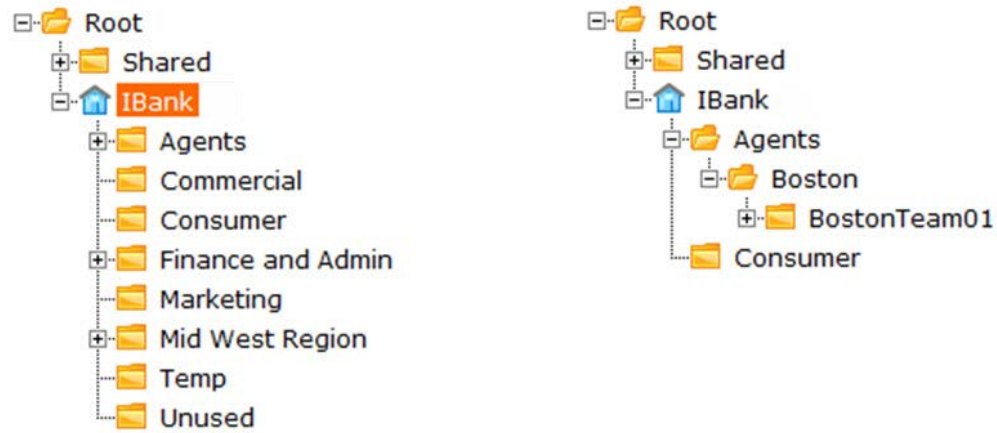 Root
Shared
IBank
Agents
Commercial
Consumer
Finance and Admin
Marketing
Mid West Region
Temp
Unused
Root
Shared
IBank
Agents
Boston
BostonTeam01
Consumer